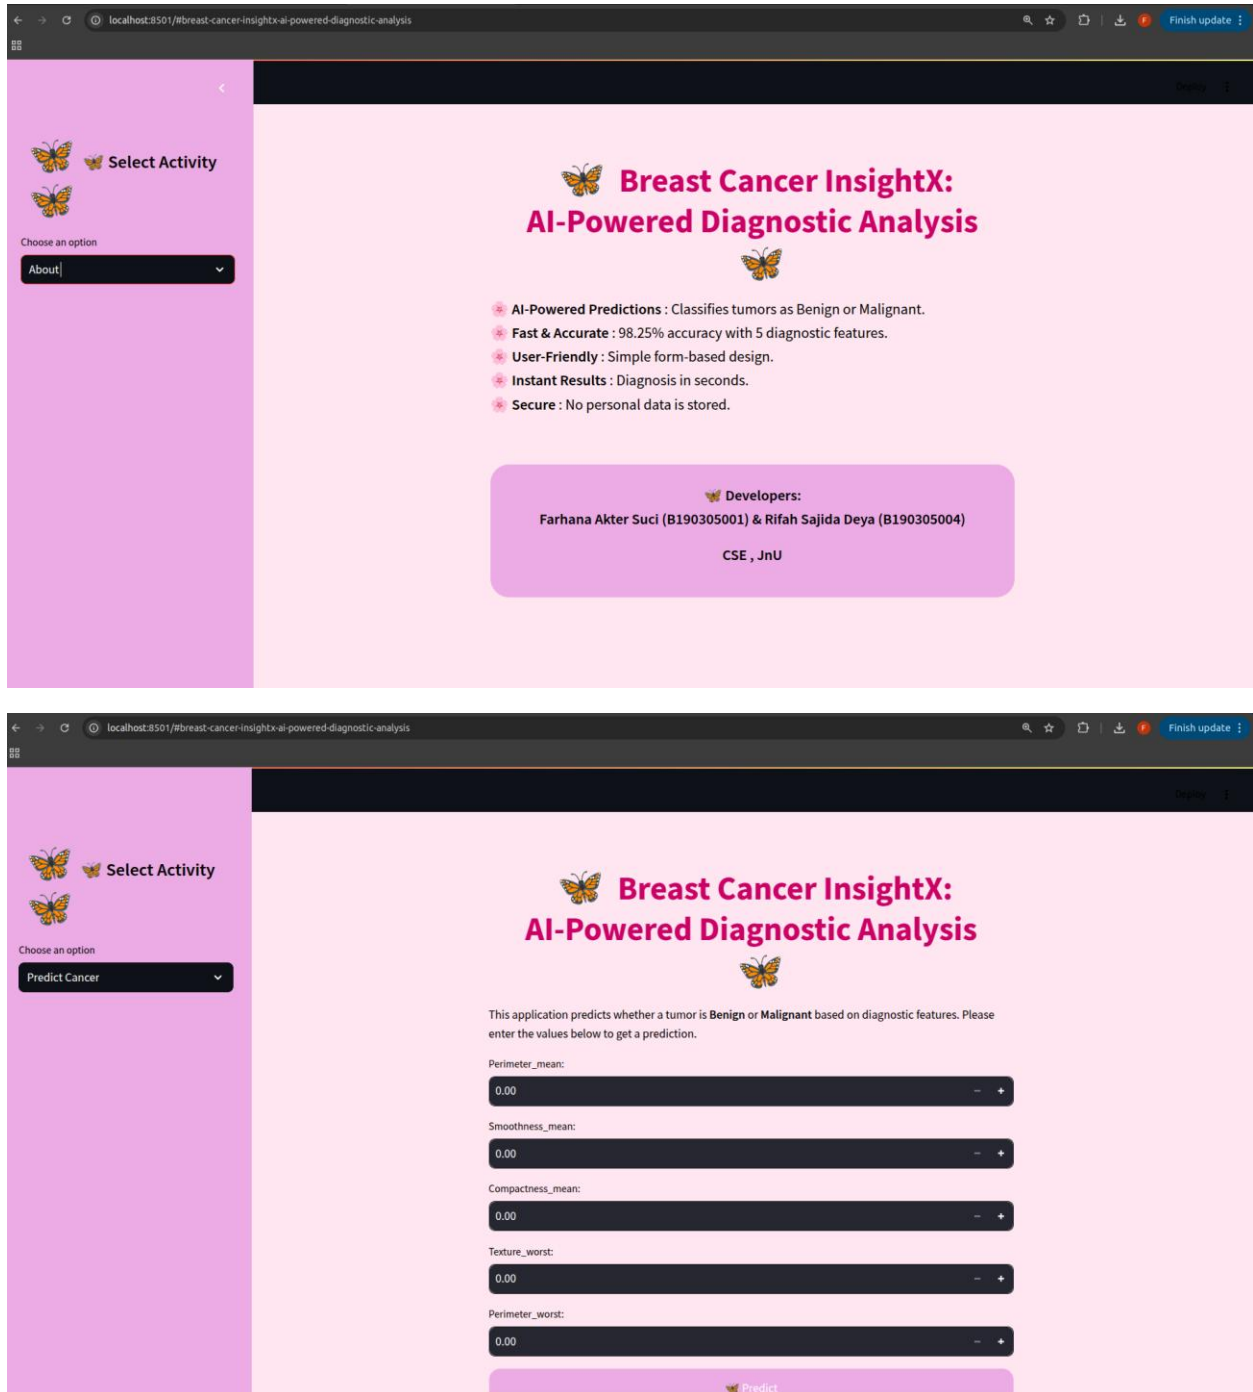 localhost:8501/#breast-cancer-insightx-ai-powered-diagnostic-analysis
Finish update
Deploy
Select Activity
Choose an option
About
Breast Cancer InsightX:
AI-Powered Diagnostic Analysis
AI-Powered Predictions : Classifies tumors as Benign or Malignant.
Fast & Accurate : 98.25% accuracy with 5 diagnostic features.
User-Friendly : Simple form-based design.
Instant Results : Diagnosis in seconds.
Secure : No personal data is stored.
Developers:
Farhana Akter Suci (B190305001) & Rifah Sajida Deya (B190305004)
CSE , JnU
localhost:8501/#breast-cancer-insightx-ai-powered-diagnostic-analysis
Finish update
Deploy
Select Activity
Choose an option
Predict Cancer
Breast Cancer InsightX:
AI-Powered Diagnostic Analysis
This application predicts whether a tumor is Benign or Malignant based on diagnostic features. Please
enter the values below to get a prediction.
Perimeter_mean:
0.00
Smoothness_mean:
0.00
Compactness_mean:
0.00
Texture_worst:
0.00
Perimeter_worst:
0.00
Predict